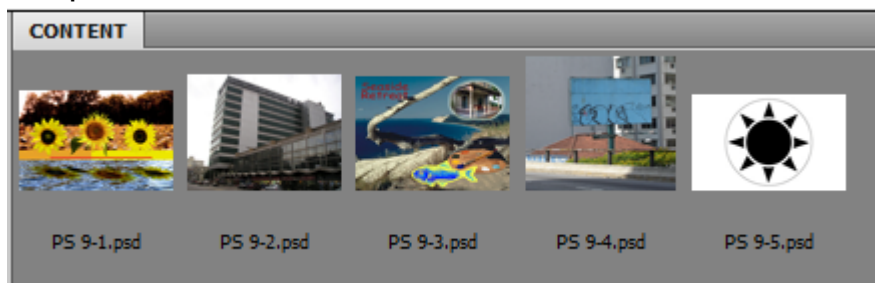 CONTENT
Seaside
Retreat
PS 9-1.psd
PS 9-2.psd
PS 9-3.psd
PS 9-4.psd
PS 9-5.psd